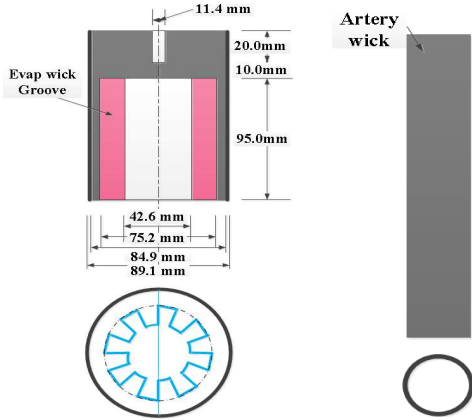 11.4 mm
20.0mm
10.0mm
Evap wick
Groove
95.0mm
42.6 mm
75.2 mm
84.9 mm
89.1 mm
Artery
wick